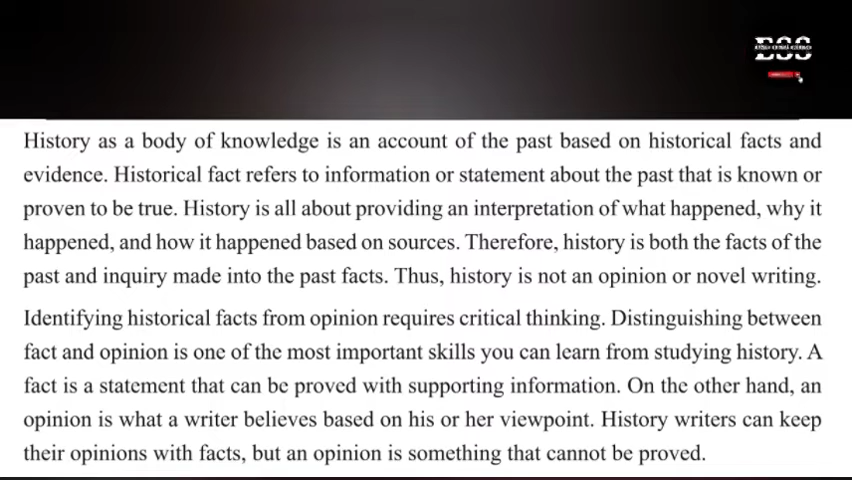 History as a body of knowledge is an account of the past based on historical facts and
evidence. Historical fact refers to information or statement about the past that is known or
proven to be true. History is all about providing an interpretation of what happened, why it
happened, and how it happened based on sources. Therefore, history is both the facts of the
past and inquiry made into the past facts. Thus, history is not an opinion or novel writing.
Identifying historical facts from opinion requires critical thinking. Distinguishing between
fact and opinion is one of the most important skills you can learn from studying history. A
fact is a statement that can be proved with supporting information. On the other hand, an
opinion is what a writer believes based on his or her viewpoint. History writers can keep
their opinions with facts, but an opinion is something that cannot be proved.